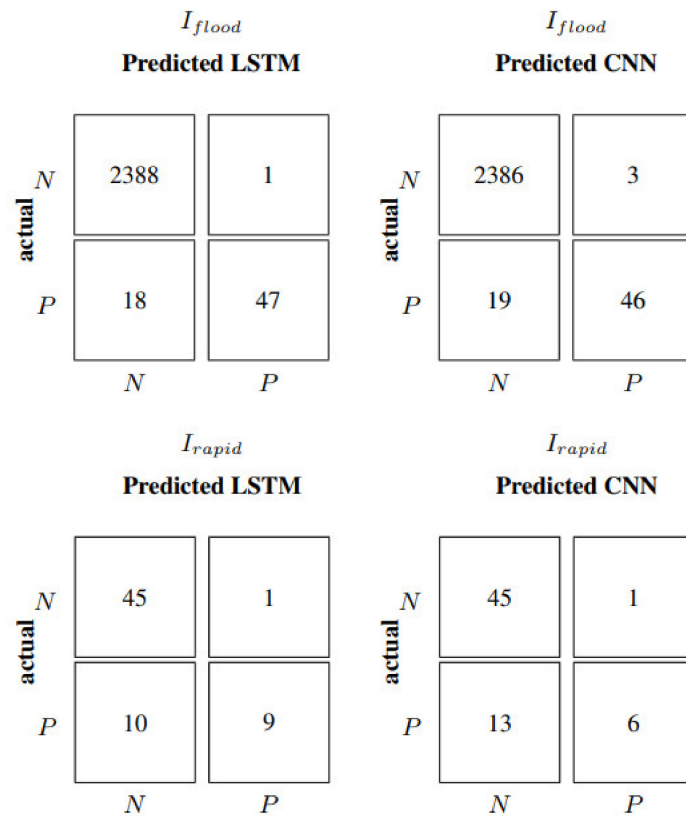 I_flood I_flood
Predicted LSTM Predicted CNN
N 2388 1 N 2386 3
actual actual
P 18 47 P 19 46
N P N P
I_rapid I_rapid
Predicted LSTM Predicted CNN
N 45 1 N 45 1
actual actual
P 10 9 P 13 6
N P N P